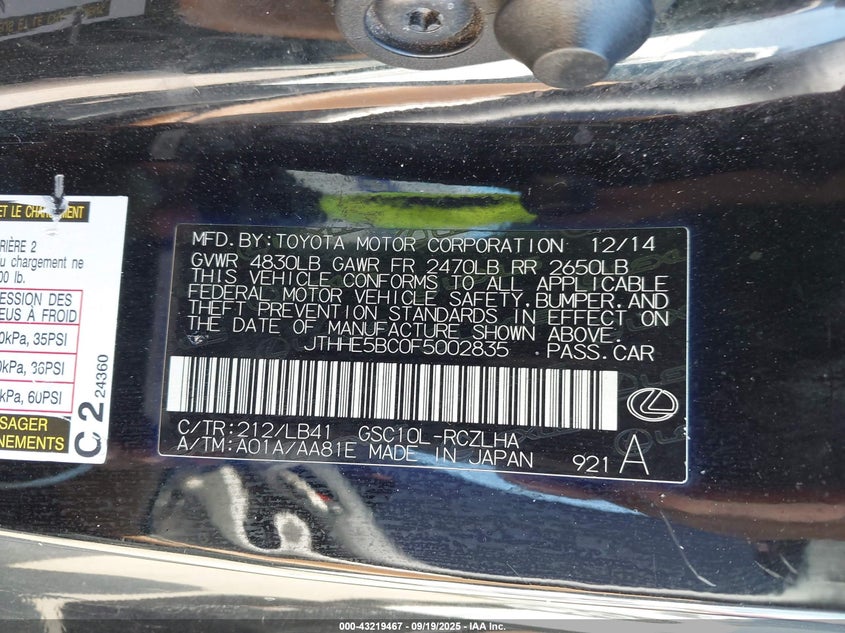 ET LE CHARGEMENT
RIÈRE 2
u chargement ne
00 lb.
ESSION DES
EUS À FROID
0kPa, 35PSI
0kPa, 36PSI
kPa, 60PSI
SAGER
NNEMENTS
C2
24360
MFD.BY:TOYOTA MOTOR CORPORATION 12/14
GVWR 4830LB GAWR FR 2470LB RR 2650LB
THIS VEHICLE CONFORMS TO ALL APPLICABLE
FEDERAL MOTOR VEHICLE SAFETY,BUMPER,AND
THEFT PREVENTION STANDARDS IN EFFECT ON
THE DATE OF MANUFACTURE SHOWN ABOVE.
JTHHE5BC0F5002835 PASS.CAR
C/TR:212/LB41 GSC10L-RCZLHA
A/TM:A01A/AA81E MADE IN JAPAN
921 A
000-43219467 - 09/19/2025 - IAA Inc.